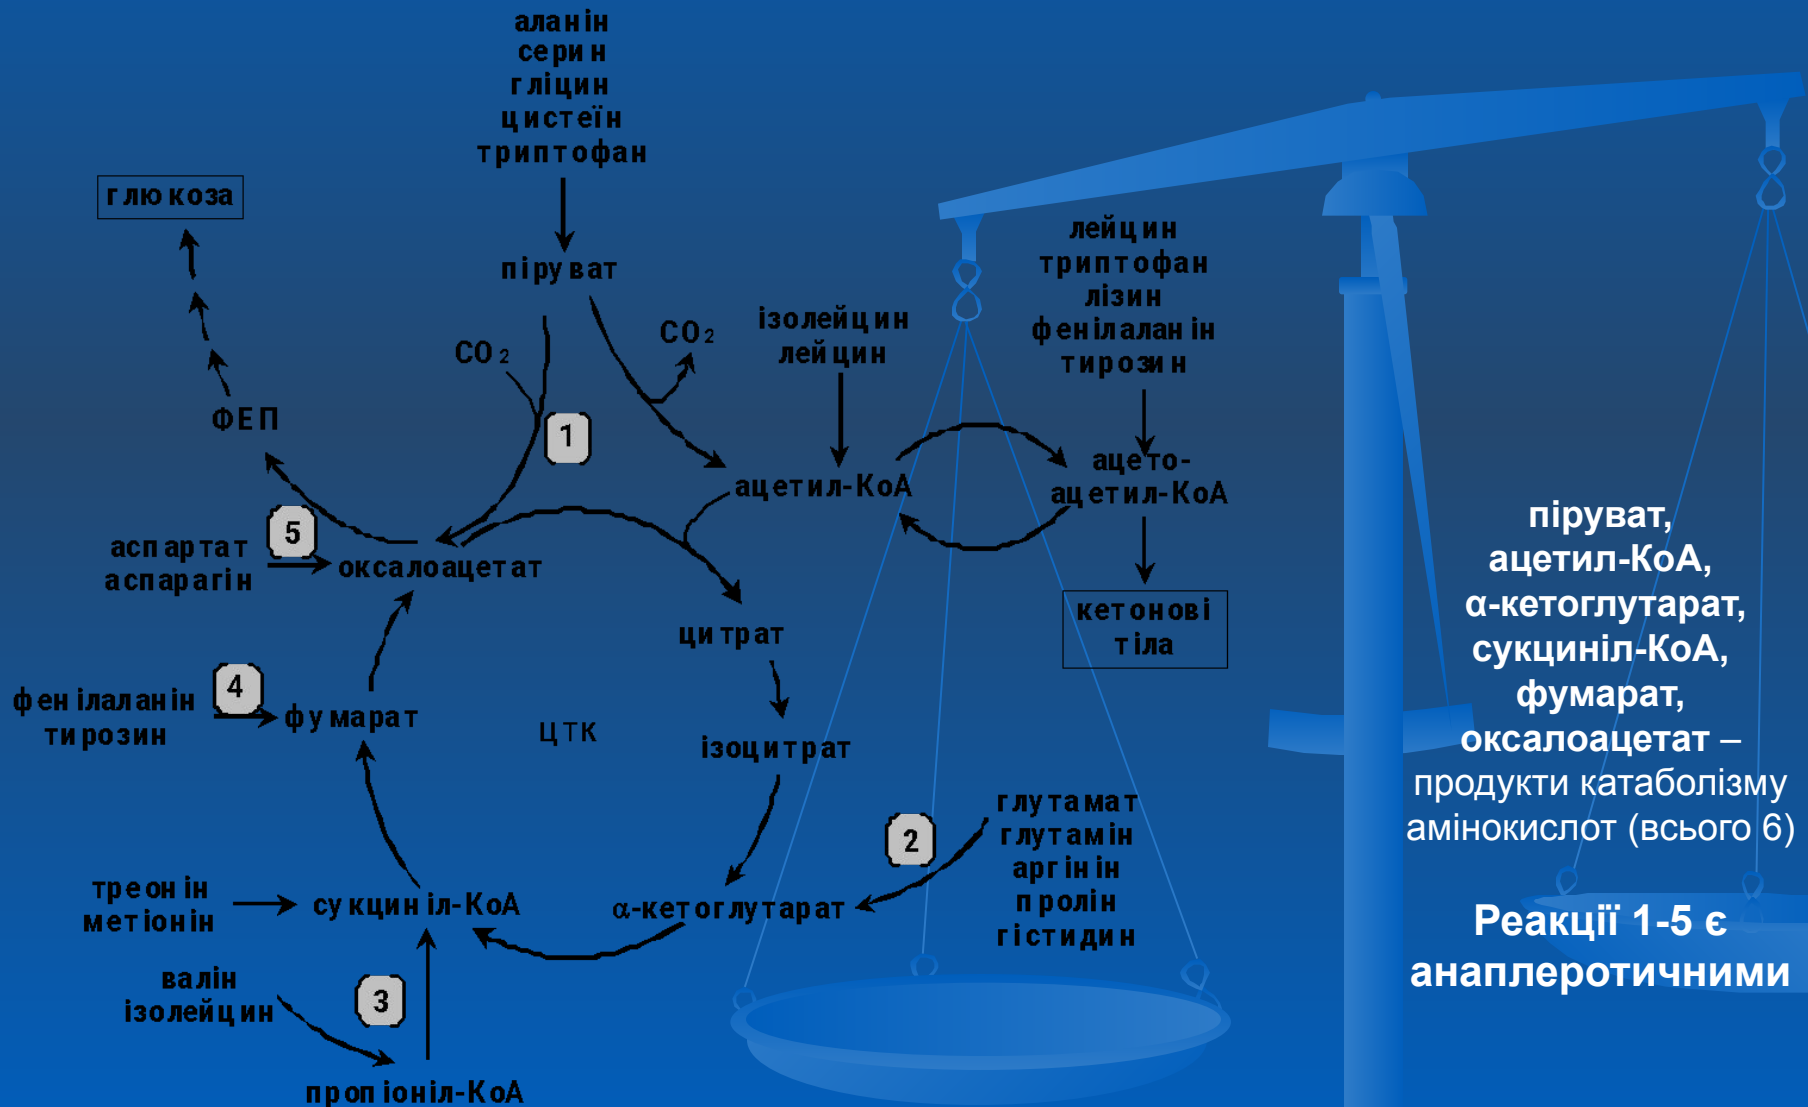 аланін
серин
гліцин
цистеїн
триптофан
глюкоза
піруват
CO2
CO2
ізолейцин
лейцин
лейцин
триптофан
лізин
фенілаланін
тирозин
ФЕП
1
ацетил-КоА
ацето-
ацетил-КоА
5
аспартат
аспарагін
оксалоацетат
кетонові
тіла
цитрат
4
фенілаланін
тирозин
фумарат
ЦТК
ізоцитрат
2
глутамат
глутамін
аргінін
пролін
гістидин
треонін
метіонін
сукциніл-КоА
α-кетоглутарат
3
валін
ізолейцин
пропіоніл-КоА
піруват,
ацетил-КоА,
α-кетоглутарат,
сукциніл-КоА,
фумарат,
оксалоацетат –
продукти катаболізму
амінокислот (всього 6)
Реакції 1-5 є
анаплеротичними